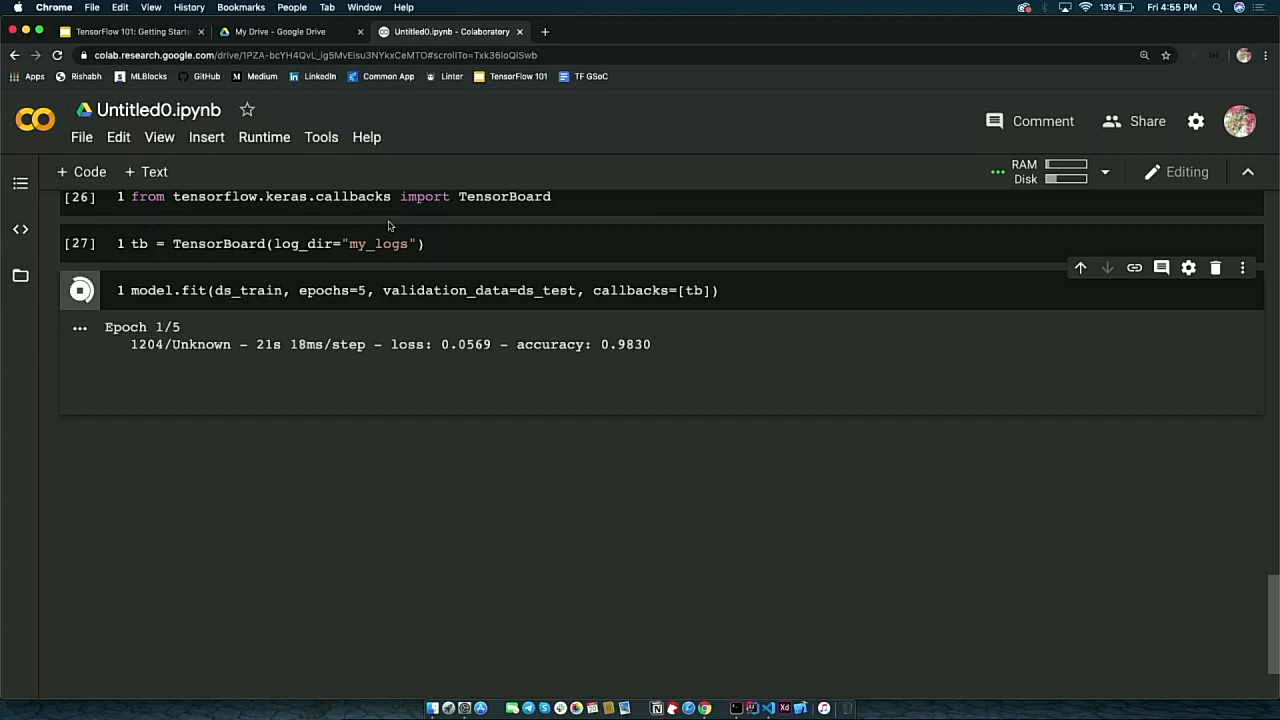 Chrome File Edit View History Bookmarks People Tab Window Help 13% Fri 4:55 PM
TensorFlow 101: Getting Start
My Drive - Google Drive
Untitled0.ipynb - Colaboratory
colab.research.google.com/drive/1PZA-bcYH4QvL_ig5MvEisu3NYkxCeMTO#scrollTo=Txk36IoQISwb
Apps Rishabh MLBlocks GitHub Medium LinkedIn Common App Linter TensorFlow 101 TF GSoC
Untitled0.ipynb
File Edit View Insert Runtime Tools Help
Comment Share
+ Code + Text
RAM
Disk
Editing
[26] 1 from tensorflow.keras.callbacks import TensorBoard
[27] 1 tb = TensorBoard(log_dir="my_logs")
1 model.fit(ds_train, epochs=5, validation_data=ds_test, callbacks=[tb])
Epoch 1/5
1204/Unknown - 21s 18ms/step - loss: 0.0569 - accuracy: 0.9830